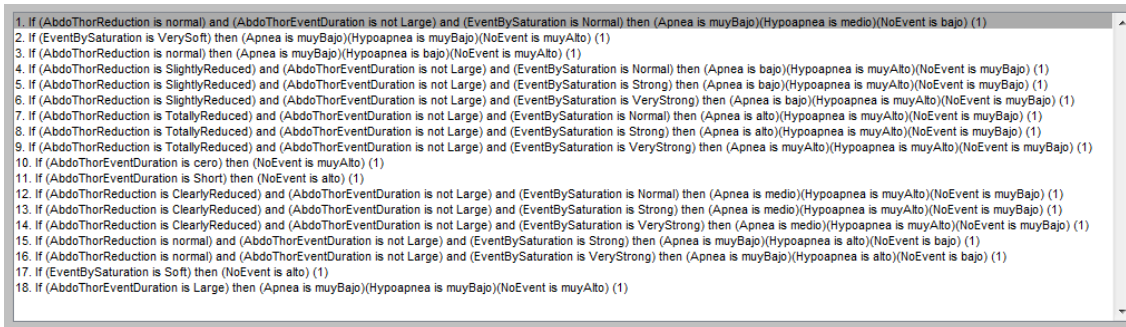 1. If (AbdoThorReduction is normal) and (AbdoThorEventDuration is not Large) and (EventBySaturation is Normal) then (Apnea is muyBajo)(Hypoapnea is medio)(NoEvent is bajo) (1)
2. If (EventBySaturation is VerySoft) then (Apnea is muyBajo)(Hypoapnea is muyBajo)(NoEvent is muyAlto) (1)
3. If (AbdoThorReduction is normal) then (Apnea is muyBajo)(Hypoapnea is bajo)(NoEvent is muyAlto) (1)
4. If (AbdoThorReduction is SlightlyReduced) and (AbdoThorEventDuration is not Large) and (EventBySaturation is Normal) then (Apnea is bajo)(Hypoapnea is muyAlto)(NoEvent is muyBajo) (1)
5. If (AbdoThorReduction is SlightlyReduced) and (AbdoThorEventDuration is not Large) and (EventBySaturation is Strong) then (Apnea is bajo)(Hypoapnea is muyAlto)(NoEvent is muyBajo) (1)
6. If (AbdoThorReduction is SlightlyReduced) and (AbdoThorEventDuration is not Large) and (EventBySaturation is VeryStrong) then (Apnea is bajo)(Hypoapnea is muyAlto)(NoEvent is muyBajo) (1)
7. If (AbdoThorReduction is TotallyReduced) and (AbdoThorEventDuration is not Large) and (EventBySaturation is Normal) then (Apnea is alto)(Hypoapnea is muyAlto)(NoEvent is muyBajo) (1)
8. If (AbdoThorReduction is TotallyReduced) and (AbdoThorEventDuration is not Large) and (EventBySaturation is Strong) then (Apnea is alto)(Hypoapnea is muyAlto)(NoEvent is muyBajo) (1)
9. If (AbdoThorReduction is TotallyReduced) and (AbdoThorEventDuration is not Large) and (EventBySaturation is VeryStrong) then (Apnea is muyAlto)(Hypoapnea is muyAlto)(NoEvent is muyBajo) (1)
10. If (AbdoThorEventDuration is cero) then (NoEvent is muyAlto) (1)
11. If (AbdoThorEventDuration is Short) then (NoEvent is alto) (1)
12. If (AbdoThorReduction is ClearlyReduced) and (AbdoThorEventDuration is not Large) and (EventBySaturation is Normal) then (Apnea is medio)(Hypoapnea is muyAlto)(NoEvent is muyBajo) (1)
13. If (AbdoThorReduction is ClearlyReduced) and (AbdoThorEventDuration is not Large) and (EventBySaturation is Strong) then (Apnea is medio)(Hypoapnea is muyAlto)(NoEvent is muyBajo) (1)
14. If (AbdoThorReduction is ClearlyReduced) and (AbdoThorEventDuration is not Large) and (EventBySaturation is VeryStrong) then (Apnea is medio)(Hypoapnea is muyAlto)(NoEvent is muyBajo) (1)
15. If (AbdoThorReduction is normal) and (AbdoThorEventDuration is not Large) and (EventBySaturation is Strong) then (Apnea is muyBajo)(Hypoapnea is alto)(NoEvent is bajo) (1)
16. If (AbdoThorReduction is normal) and (AbdoThorEventDuration is not Large) and (EventBySaturation is VeryStrong) then (Apnea is muyBajo)(Hypoapnea is alto)(NoEvent is bajo) (1)
17. If (EventBySaturation is Soft) then (NoEvent is alto) (1)
18. If (AbdoThorEventDuration is Large) then (Apnea is muyBajo)(Hypoapnea is muyBajo)(NoEvent is muyAlto) (1)